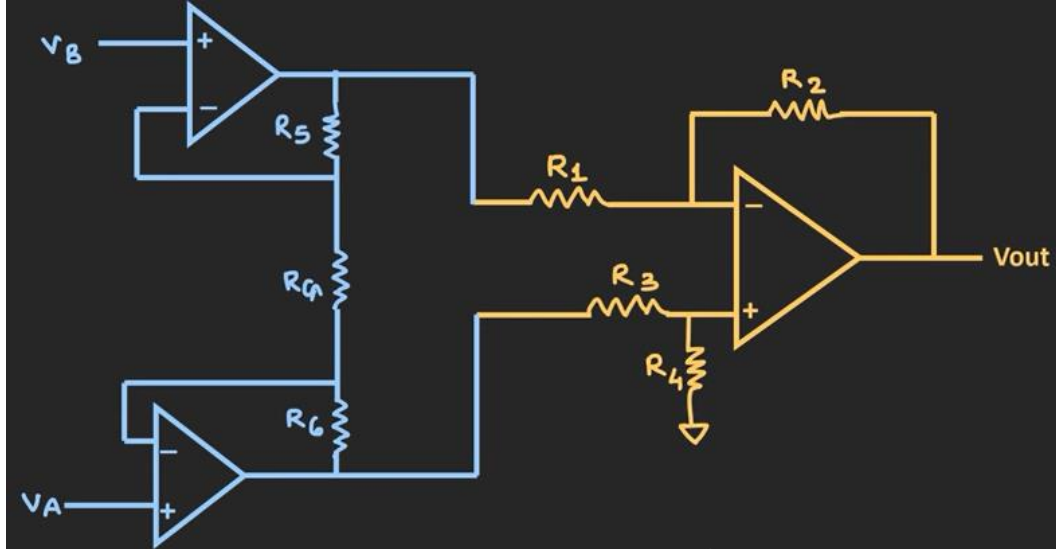 VB
+
−
R5
R2
R1
−
RG
R3
Vout
+
R4
R6
−
VA
+